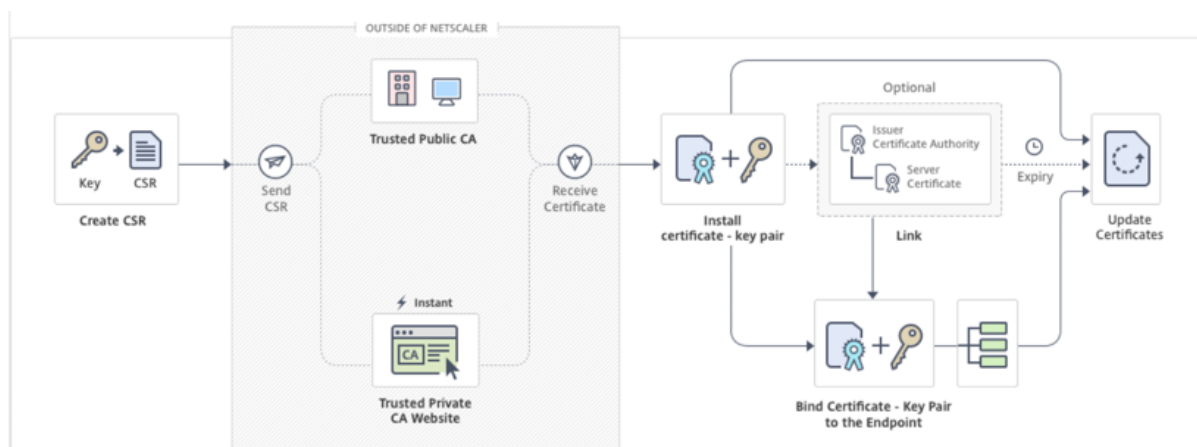 OUTSIDE OF NETSCALER
Key
CSR
Create CSR
Send
CSR
Trusted Public CA
Instant
CA
Trusted Private
CA Website
Receive
Certificate
Install
certificate - key pair
Optional
Issuer
Certificate Authority
Server
Certificate
Link
Expiry
Update
Certificates
Bind Certificate - Key Pair
to the Endpoint